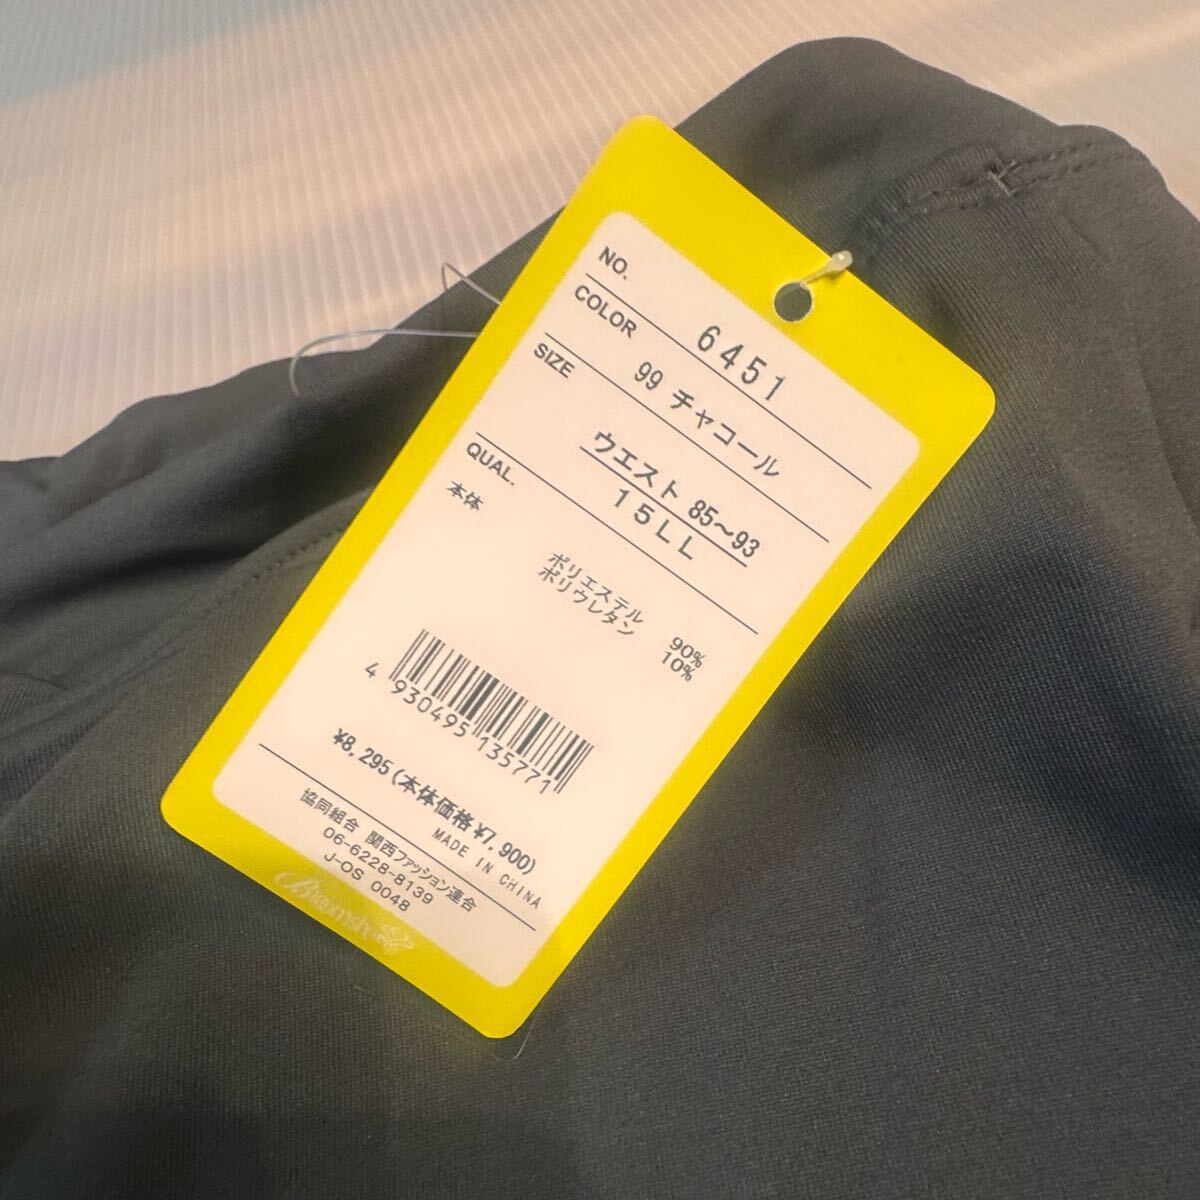 NO. 6451
COLOR 99 チャコール
SIZE ウエスト 85〜93
15LL
QUAL.
本体
ポリエステル 90%
ポリウレタン 10%
4 930495 135771
¥8,295(本体価格¥7,900)
MADE IN CHINA
協同組合 関西ファッション連合
06-6228-8139
J-OS 0048